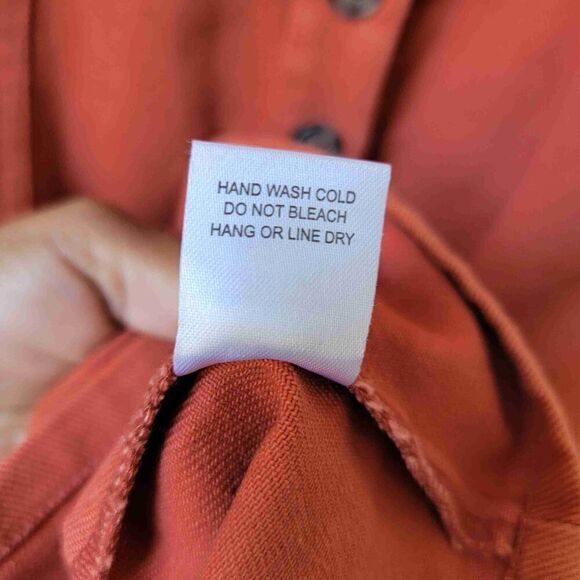 HAND WASH COLD
DO NOT BLEACH
HANG OR LINE DRY